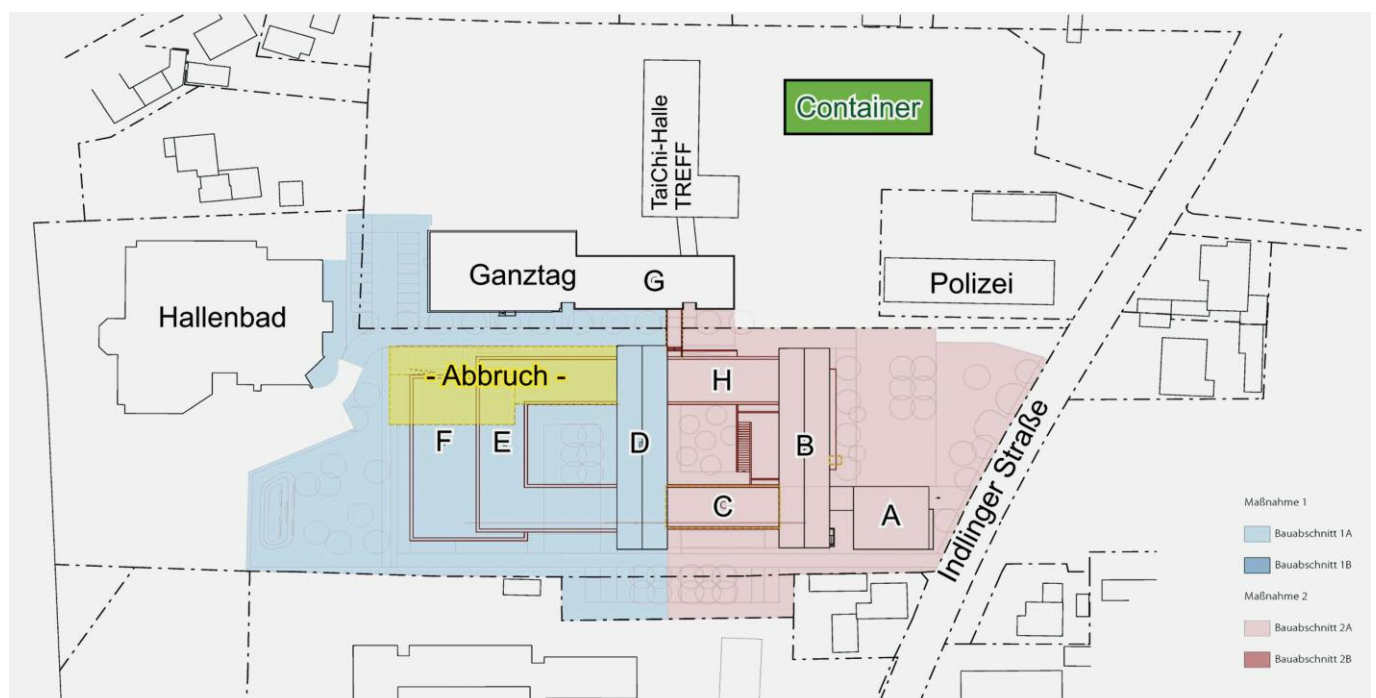 Container
TaiChi-Halle
TREFF
Ganztag
G
Polizei
Hallenbad
- Abbruch -
H
F
E
D
B
C
A
Indlinger Straße
Maßnahme 1
Bauabschnitt 1A
Bauabschnitt 1B
Maßnahme 2
Bauabschnitt 2A
Bauabschnitt 2B